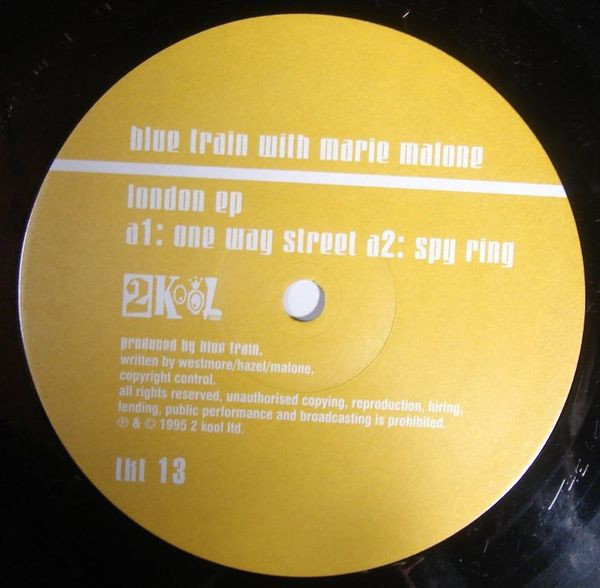 blue train with marie malone
london ep
a1: one way street a2: spy ring
2 KOOL
produced by blue train.
written by westmore/hazel/malone.
copyright control.
all rights reserved, unauthorised copying, reproduction, hiring,
lending, public performance and broadcasting is prohibited.
℗ & © 1995 2 kool ltd.
tkt 13